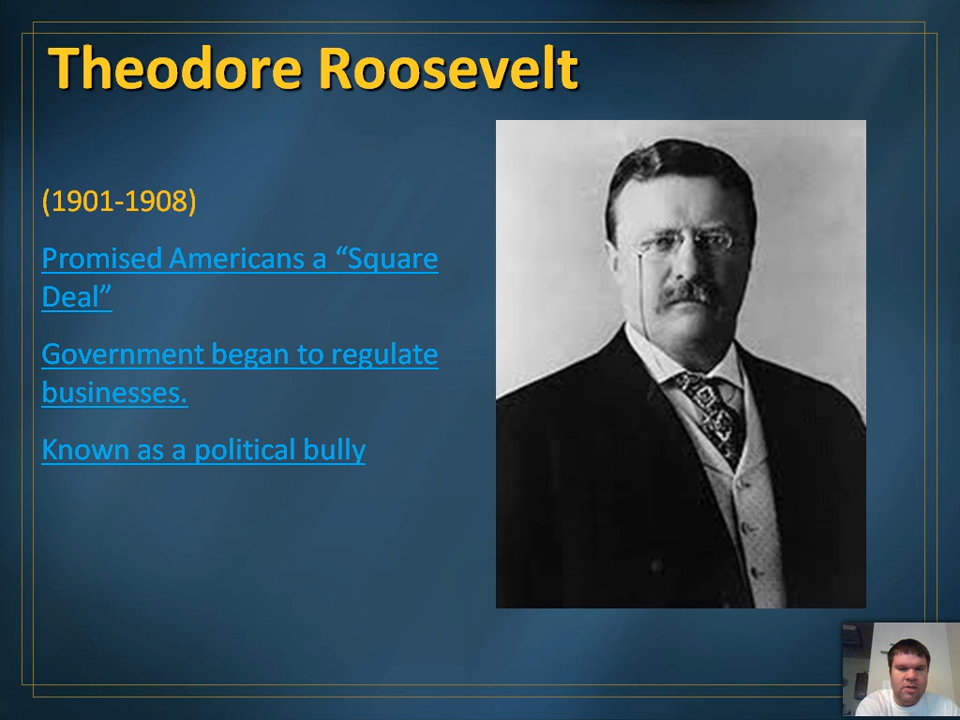 Theodore Roosevelt
(1901-1908)
Promised Americans a “Square
Deal”
Government began to regulate
businesses.
Known as a political bully